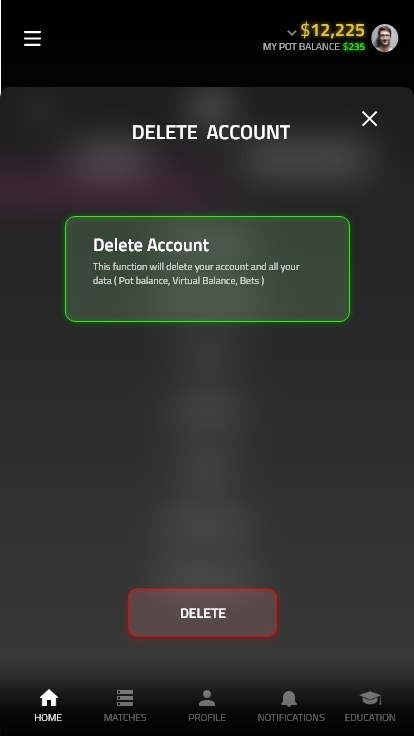 $12,225
MY POT BALANCE $235
DELETE ACCOUNT
Delete Account
This function will delete your account and all your
data ( Pot balance, Virtual Balance, Bets )
DELETE
HOME MATCHES PROFILE NOTIFICATIONS EDUCATION